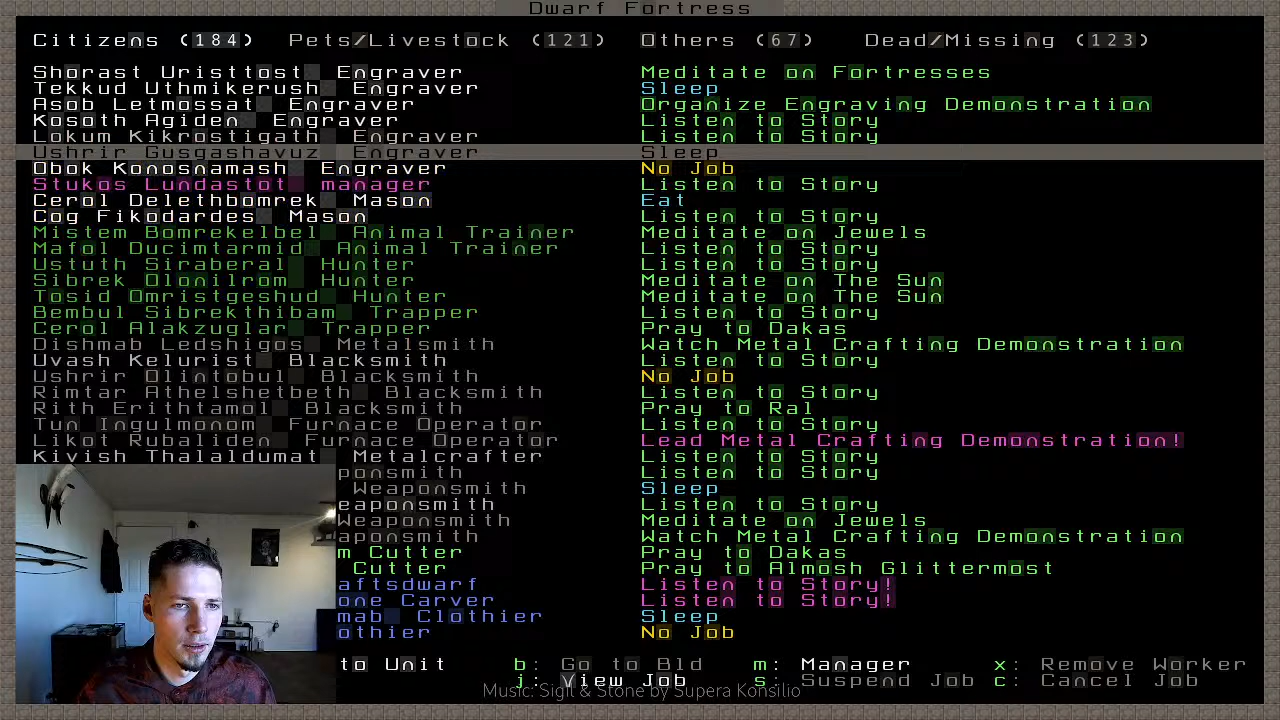 Dwarf Fortress
Citizens (184) Pets/Livestock (121) Others (67) Dead/Missing (123)
Shorast Uristtost Engraver Meditate on Fortresses
Tekkud Uthmikerush Engraver Sleep
Asob Letmossat Engraver Organize Engraving Demonstration
Kosoth Agiden Engraver Listen to Story
Lokum Kikrostigath Engraver Listen to Story
Ushrir Gusgashavuz Engraver Sleep
Obok Konosnamash Engraver No Job
Stukos Lundastot manager Listen to Story
Cerol Delethbomrek Mason Eat
Cog Fikodardes Mason Listen to Story
Mistem Bomrekelbel Animal Trainer Meditate on Jewels
Mafol Ducimtarmid Animal Trainer Listen to Story
Ustuth Siraberal Hunter Listen to Story
Sibrek Olonilrom Hunter Meditate on The Sun
Tosid Omristgeshud Hunter Meditate on The Sun
Bembul Sibrekthibam Trapper Listen to Story
Cerol Alakzuglar Trapper Pray to Dakas
Dishmab Ledshigos Metalsmith Watch Metal Crafting Demonstration
Uvash Kelurist Blacksmith Listen to Story
Ushrir Olintobul Blacksmith No Job
Rimtar Athelshetbeth Blacksmith Listen to Story
Rith Erithtamol Blacksmith Pray to Ral
Tun Ingulmonom Furnace Operator Listen to Story
Likot Rubaliden Furnace Operator Lead Metal Crafting Demonstration!
Kivish Thalaldumat Metalcrafter Listen to Story
ponsmith Listen to Story
Weaponsmith Sleep
eaponsmith Listen to Story
Weaponsmith Meditate on Jewels
aponsmith Watch Metal Crafting Demonstration
m Cutter Pray to Dakas
Cutter Pray to Almosh Glittermost
aftsdwarf Listen to Story!
one Carver Listen to Story!
mab Clothier Sleep
othier No Job
to Unit b: Go to Bld m: Manager x: Remove Worker
j: View Job s: Suspend Job c: Cancel Job
Music: Sigil & Stone by Supera Konsilio